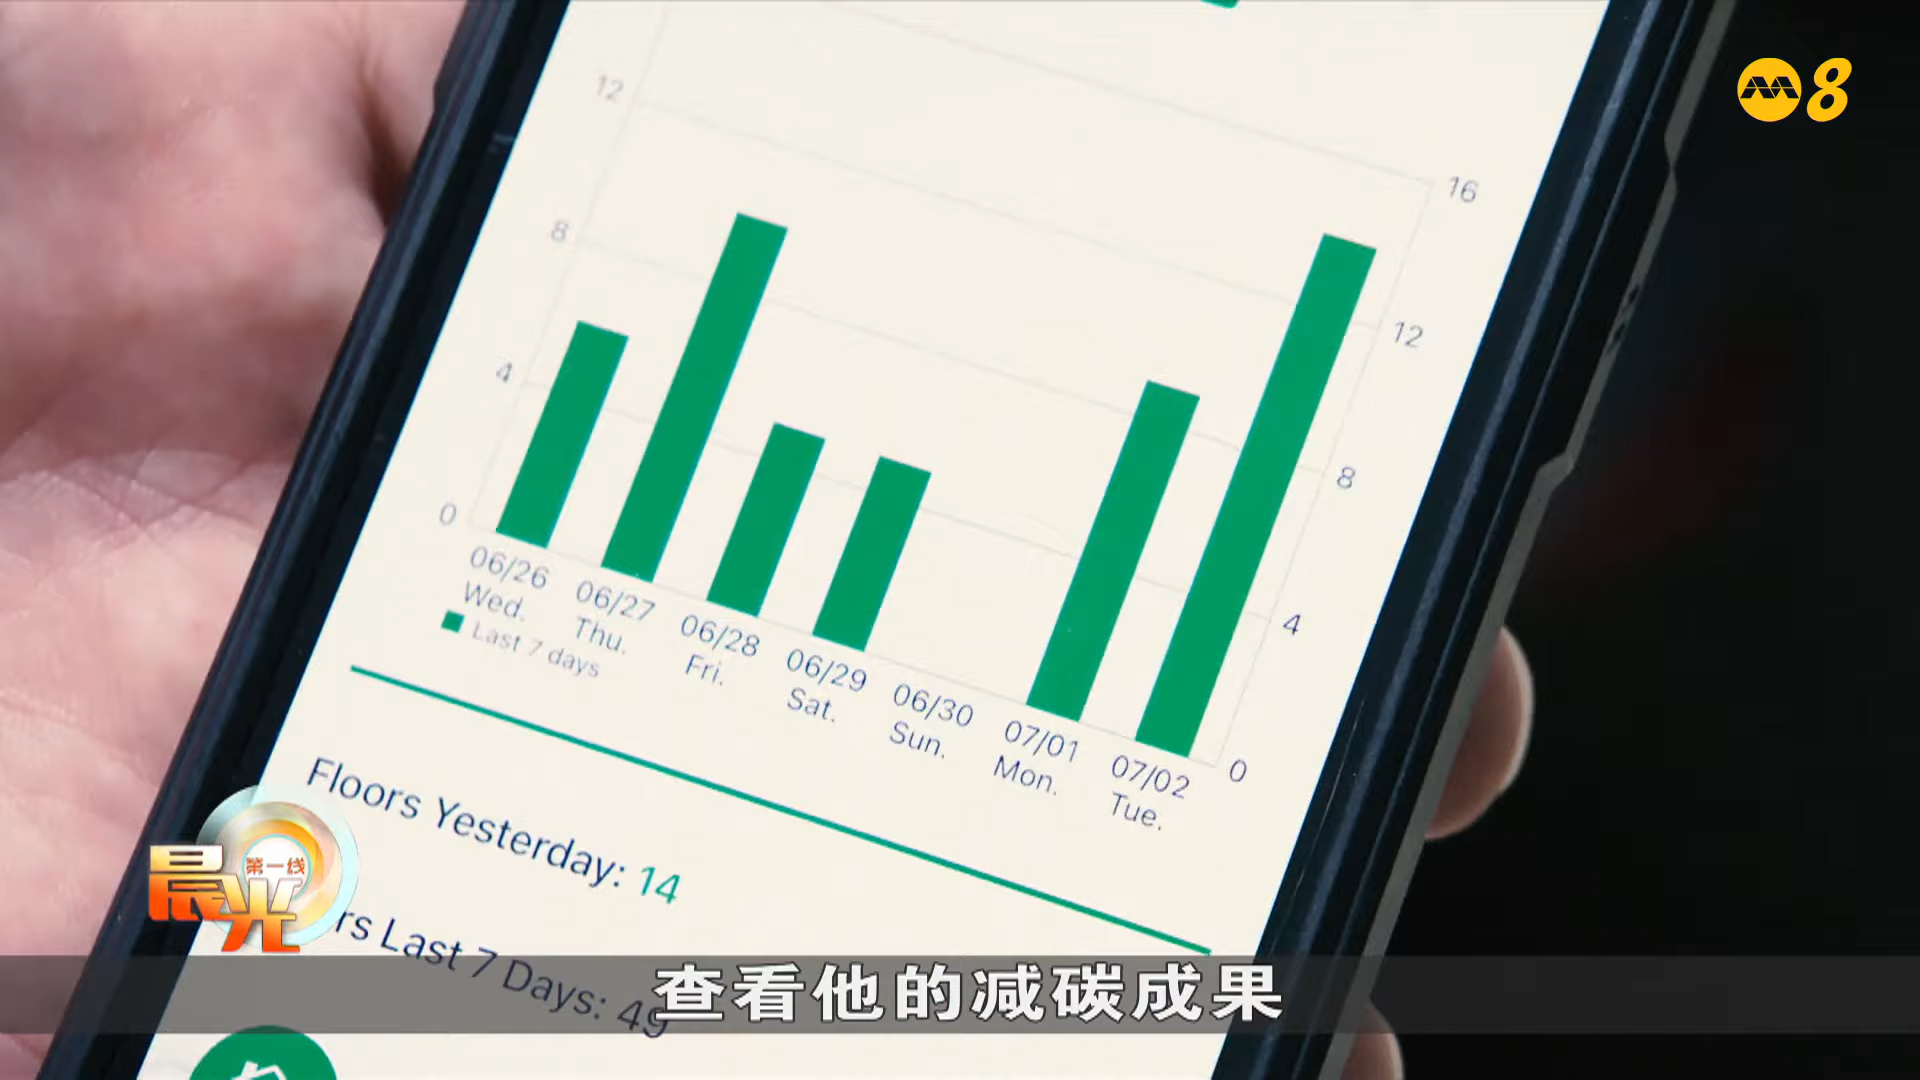 8
12
16
8
12
4
8
0
4
0
06/26
Wed.
06/27
Thu.
06/28
Fri.
06/29
Sat.
06/30
Sun.
07/01
Mon.
07/02
Tue.
Last 7 days
Floors Yesterday: 14
rs Last 7 Days: 49
晨光
第一线
查看他的减碳成果